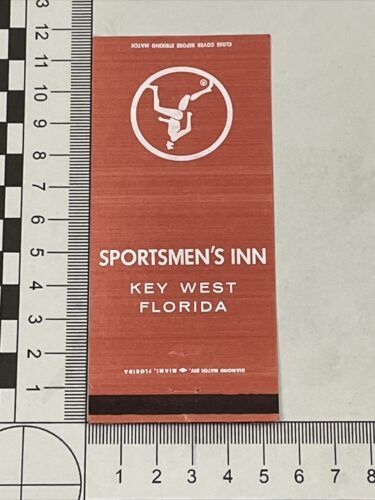 CLOSE COVER BEFORE STRIKING MATCH
®
SPORTSMEN'S INN
KEY WEST
FLORIDA
DIAMOND MATCH DIV. MIAMI, FLORIDA
13
12
11
10
9
8
7
6
5
4
3
2
1
1 2 3 4 5 6 7 8